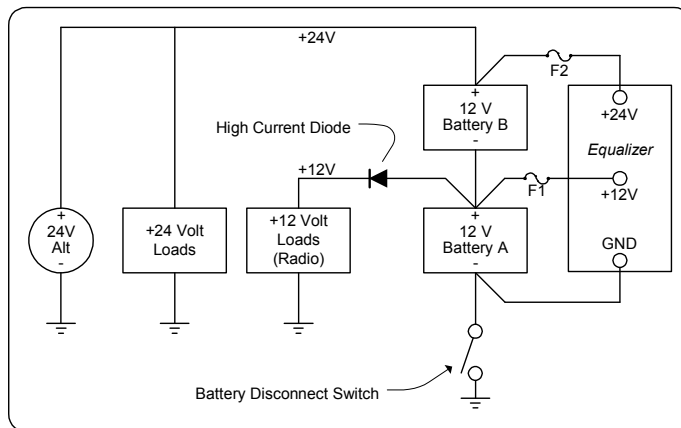 +24V
F2
+
12 V
Battery B
-
+24V
Equalizer
High Current Diode
+12V
F1
+12V
+
24V
Alt
-
+24 Volt
Loads
+12 Volt
Loads
(Radio)
+
12 V
Battery A
-
GND
Battery Disconnect Switch